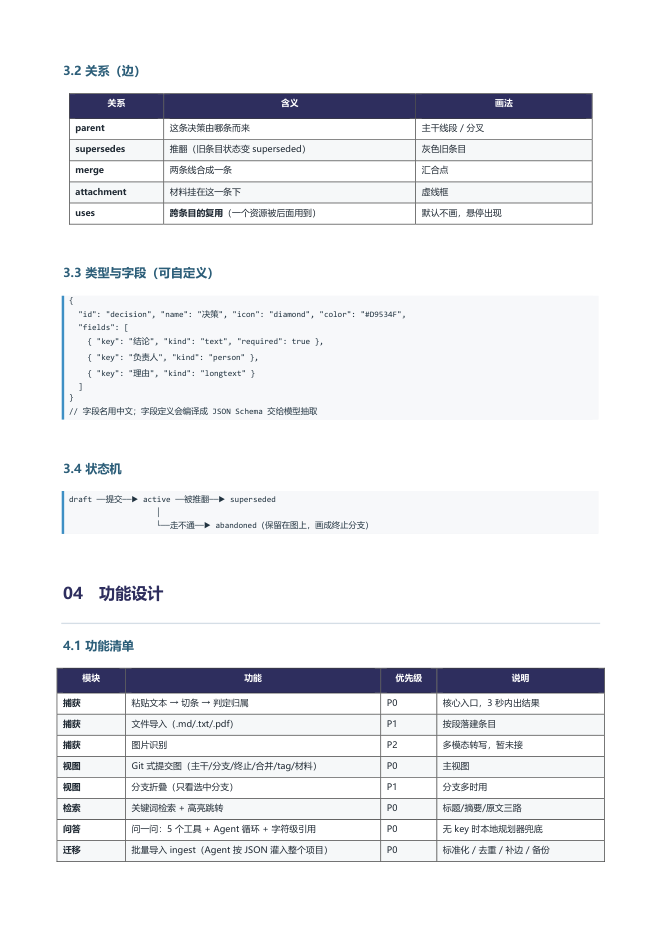 3.2 关系（边）
关系 含义 画法
parent 这条决策由哪条而来 主干线段 / 分叉
supersedes 推翻（旧条目状态变 superseded） 灰色旧条目
merge 两条线合成一条 汇合点
attachment 材料挂在这一条下 虚线框
uses 跨条目的复用（一个资源被后面用到） 默认不画，悬停出现
3.3 类型与字段（可自定义）
{
"id": "decision", "name": "决策", "icon": "diamond", "color": "#D9534F",
"fields": [
{ "key": "结论", "kind": "text", "required": true },
{ "key": "负责人", "kind": "person" },
{ "key": "理由", "kind": "longtext" }
]
}
// 字段名用中文；字段定义会编译成 JSON Schema 交给模型抽取
3.4 状态机
draft ──提交──▶ active ──被推翻──▶ superseded
│
└──走不通──▶ abandoned（保留在图上，画成终止分支）
04 功能设计
4.1 功能清单
模块 功能 优先级 说明
捕获 粘贴文本 → 切条 → 判定归属 P0 核心入口，3 秒内出结果
捕获 文件导入（.md/.txt/.pdf） P1 按段落建条目
捕获 图片识别 P2 多模态转写，暂未接
视图 Git 式提交图（主干/分支/终止/合并/tag/材料） P0 主视图
视图 分支折叠（只看选中分支） P1 分支多时用
检索 关键词检索 + 高亮跳转 P0 标题/摘要/原文三路
问答 问一问：5 个工具 + Agent 循环 + 字符级引用 P0 无 key 时本地规划器兜底
迁移 批量导入 ingest（Agent 按 JSON 灌入整个项目） P0 标准化 / 去重 / 补边 / 备份